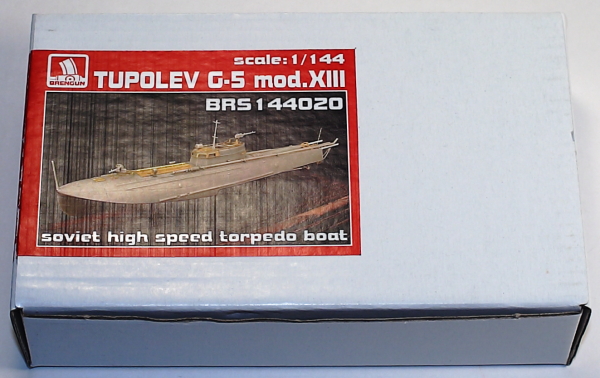 scale:1/144
BRENGUN
TUPOLEV G-5 mod.XIII
BRS144020
soviet high speed torpedo boat